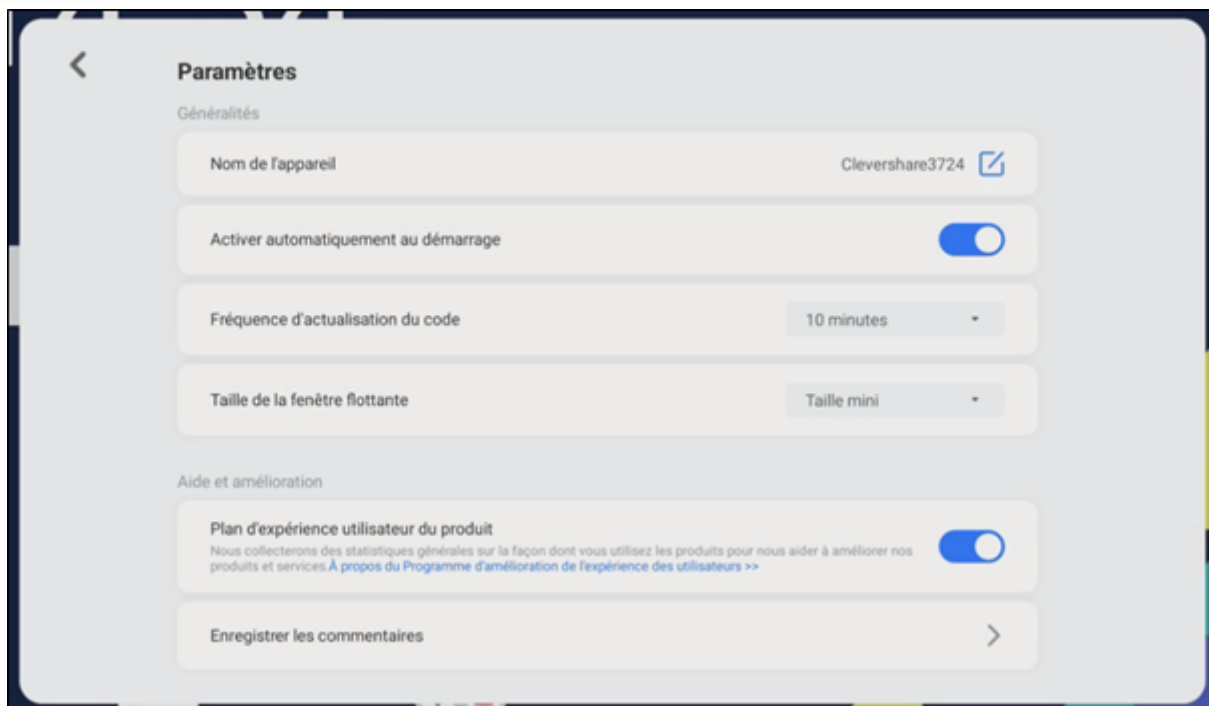 Paramètres
Généralités
Nom de l'appareil Clevershare3724
Activer automatiquement au démarrage
Fréquence d'actualisation du code 10 minutes
Taille de la fenêtre flottante Taille mini
Aide et amélioration
Plan d'expérience utilisateur du produit
Nous collecterons des statistiques générales sur la façon dont vous utilisez les produits pour nous aider à améliorer nos
produits et services.À propos du Programme d'amélioration de l'expérience des utilisateurs >>
Enregistrer les commentaires